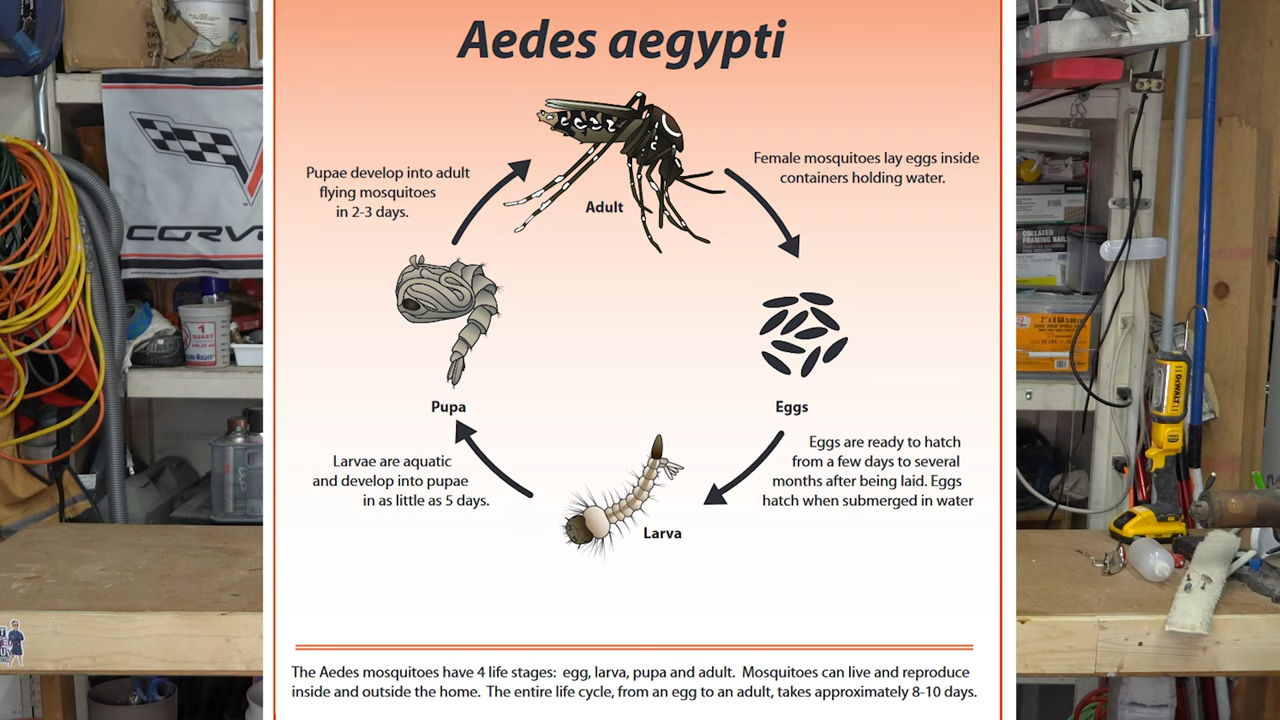 Aedes aegypti
Female mosquitoes lay eggs inside
containers holding water.
Pupae develop into adult
flying mosquitoes
in 2-3 days.
Adult
Pupa
Eggs
Eggs are ready to hatch
from a few days to several
months after being laid. Eggs
hatch when submerged in water
Larvae are aquatic
and develop into pupae
in as little as 5 days.
Larva
The Aedes mosquitoes have 4 life stages: egg, larva, pupa and adult. Mosquitoes can live and reproduce
inside and outside the home. The entire life cycle, from an egg to an adult, takes approximately 8-10 days.
CORV
1
QUART
COLLATED
FRAMING NAIL
DEWALT